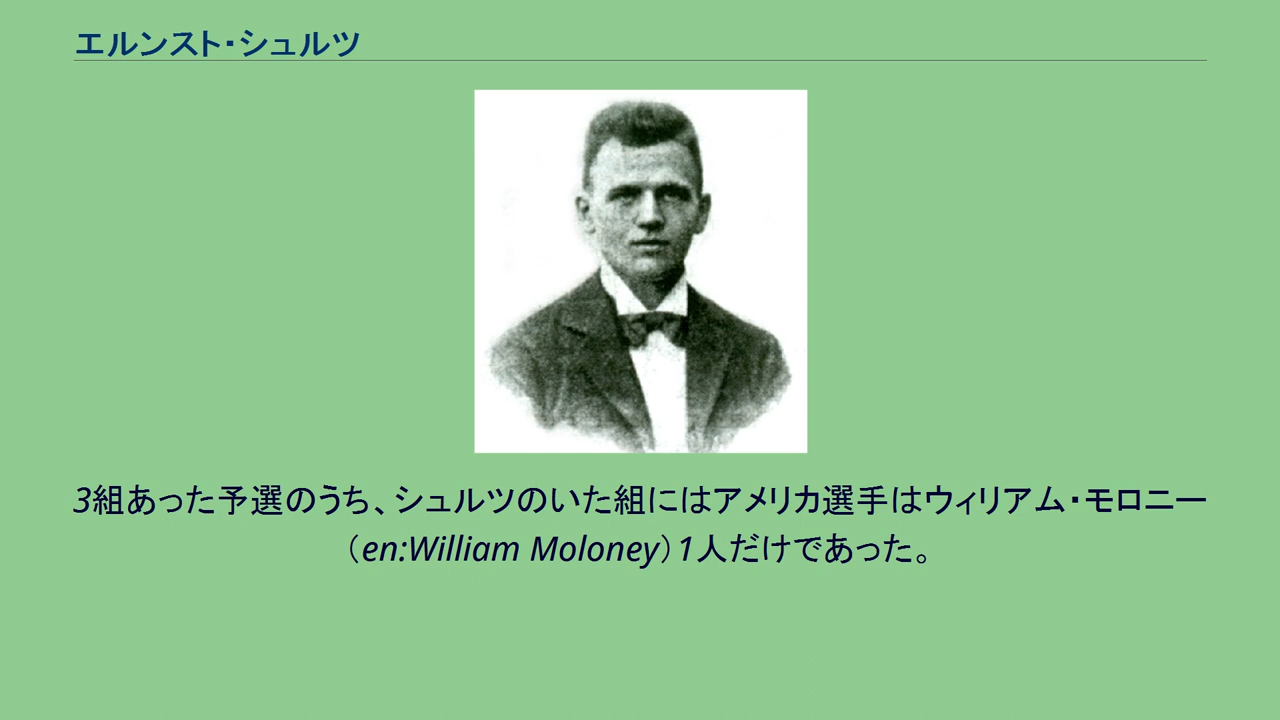 エルンスト・シュルツ
3組あった予選のうち、シュルツのいた組にはアメリカ選手はウィリアム・モロニー
（en:William Moloney）1人だけであった。